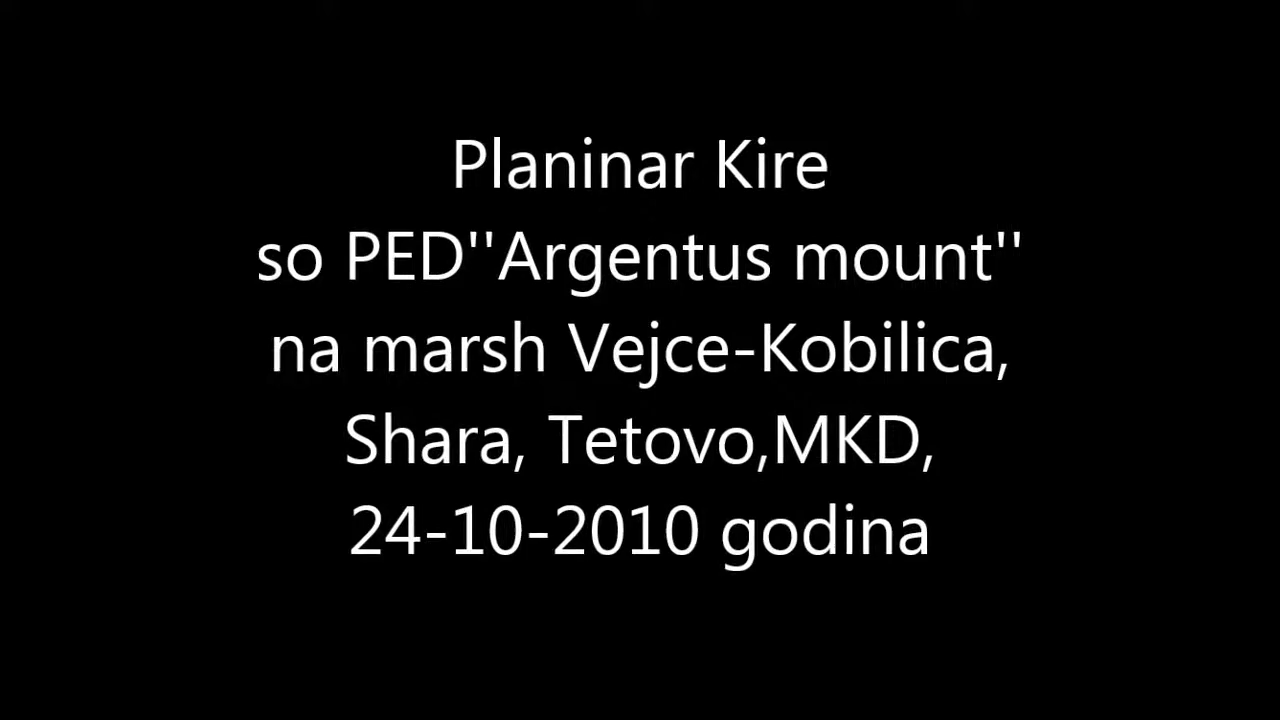 Planinar Kire
so PED''Argentus mount''
na marsh Vejce-Kobilica,
Shara, Tetovo,MKD,
24-10-2010 godina